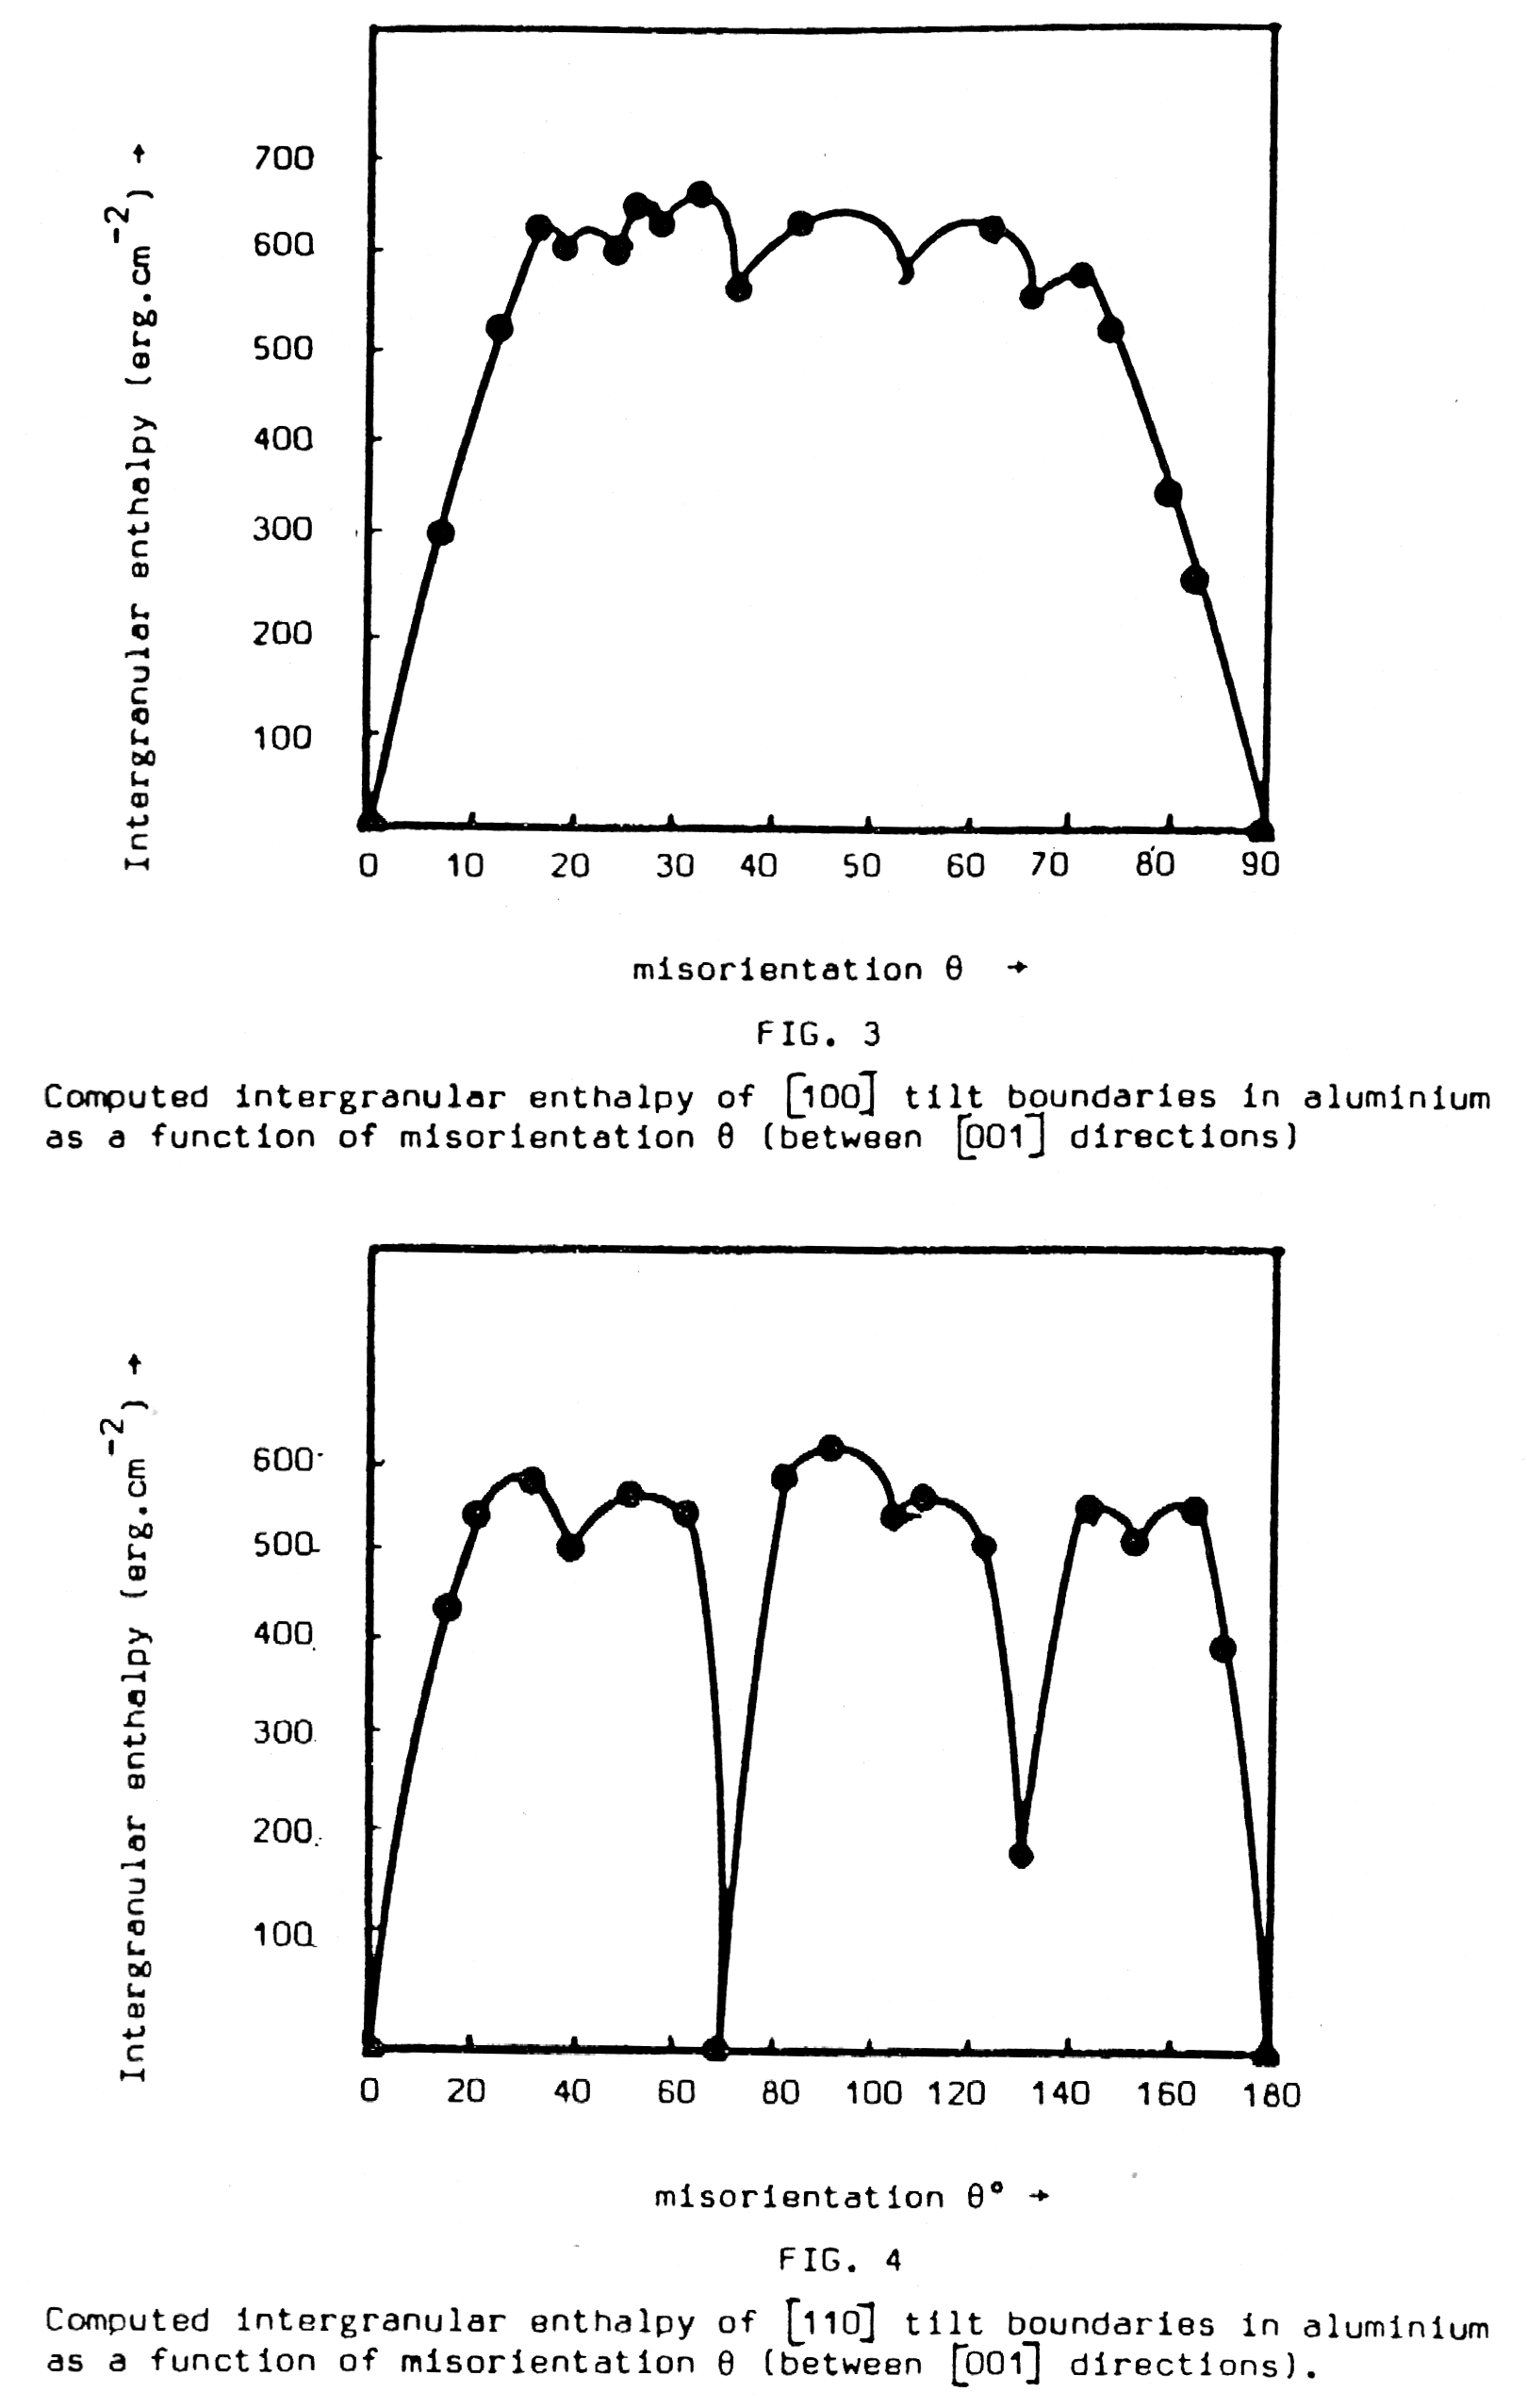 700
600
500
400
300
200
100
Intergranular enthalpy (erg.cm⁻²) →
0 10 20 30 40 50 60 70 80 90
misorientation θ →
FIG. 3
Computed intergranular enthalpy of [100] tilt boundaries in aluminium
as a function of misorientation θ (between [001] directions)
600
500
400
300
200
100
Intergranular enthalpy (erg.cm⁻²) →
0 20 40 60 80 100 120 140 160 180
misorientation θ° →
FIG. 4
Computed intergranular enthalpy of [110] tilt boundaries in aluminium
as a function of misorientation θ (between [001] directions).